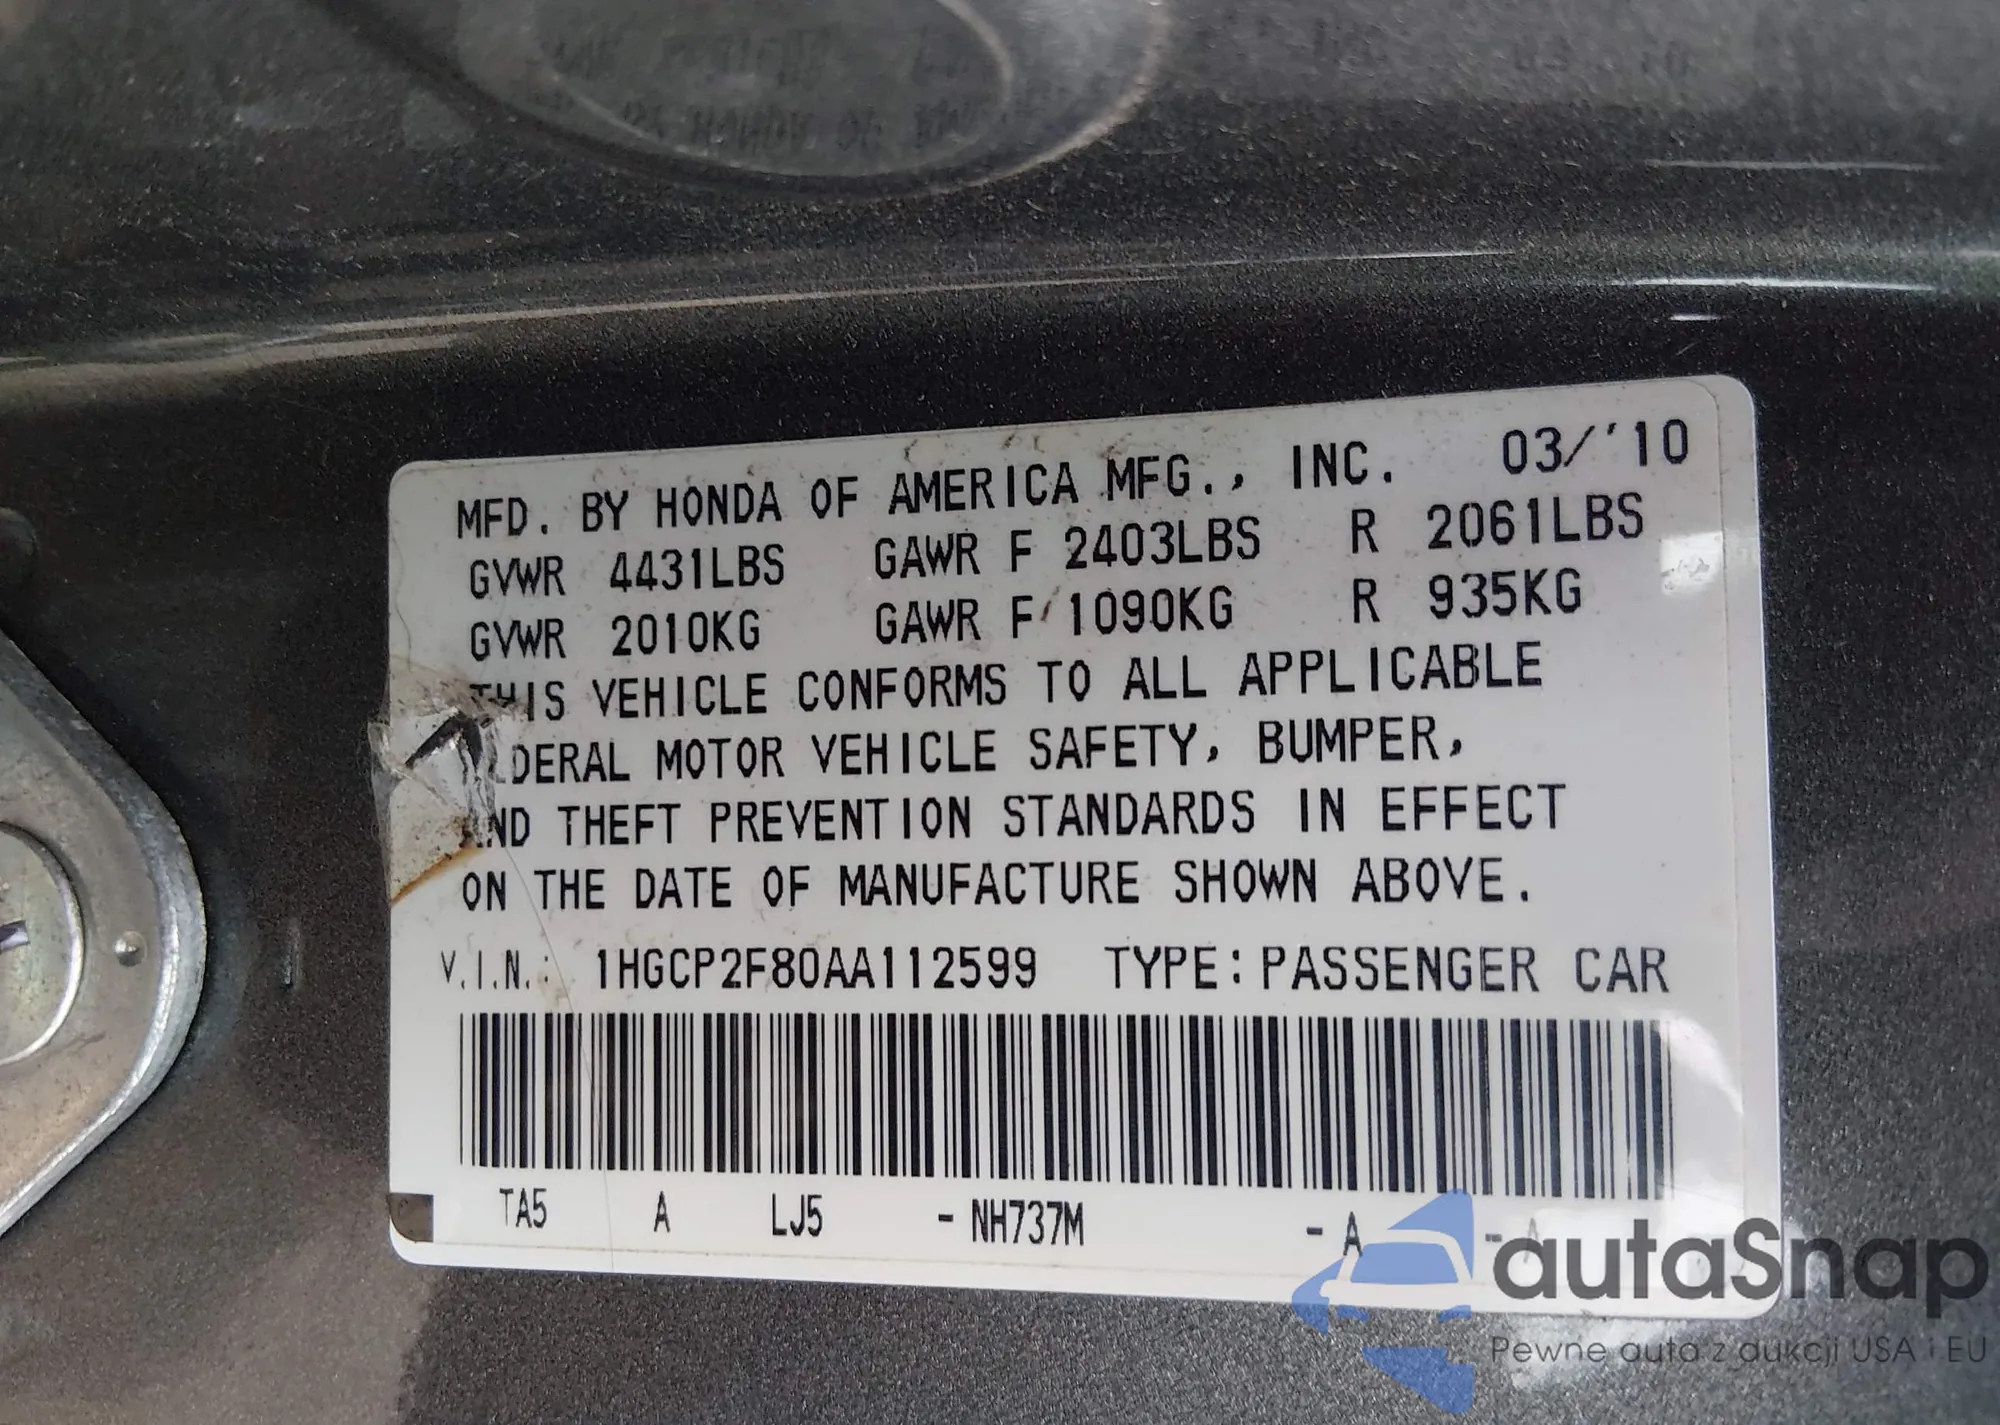 MFD. BY HONDA OF AMERICA MFG., INC. 03/'10
GVWR 4431LBS GAWR F 2403LBS R 2061LBS
GVWR 2010KG GAWR F 1090KG R 935KG
THIS VEHICLE CONFORMS TO ALL APPLICABLE
DERAL MOTOR VEHICLE SAFETY, BUMPER,
AND THEFT PREVENTION STANDARDS IN EFFECT
ON THE DATE OF MANUFACTURE SHOWN ABOVE.
V.I.N.: 1HGCP2F80AA112599 TYPE: PASSENGER CAR
TA5 A LJ5 - NH737M - A - A
autaSnap
Pewne auta z aukcji USA i EU